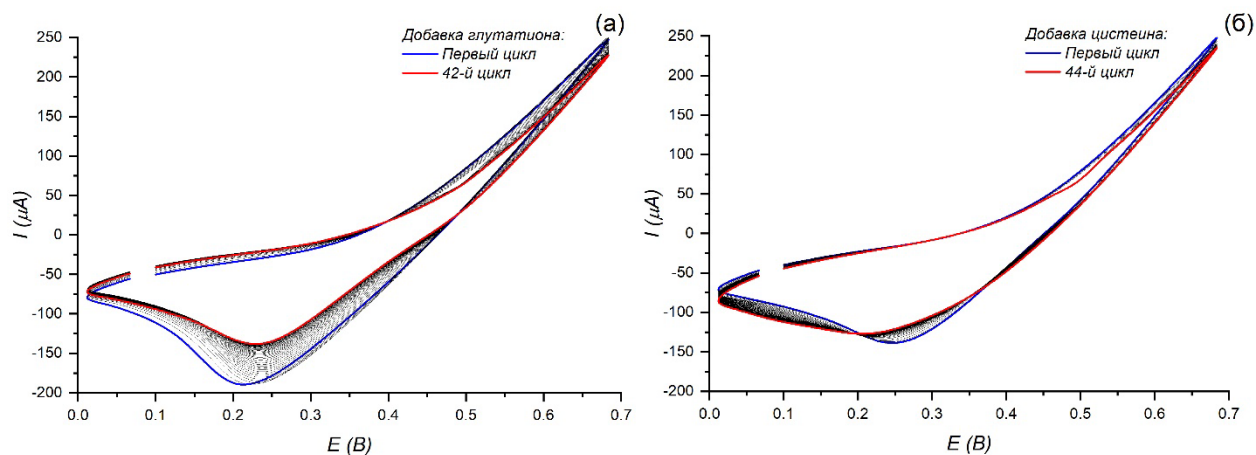 (а)
Добавка глутатиона:
Первый цикл
42-й цикл
250
200
150
100
50
0
-50
-100
-150
-200
I (µA)
0.0 0.1 0.2 0.3 0.4 0.5 0.6 0.7
E (В)
(б)
Добавка цистеина:
Первый цикл
44-й цикл
250
200
150
100
50
0
-50
-100
-150
-200
I (µA)
0.0 0.1 0.2 0.3 0.4 0.5 0.6 0.7
E (В)